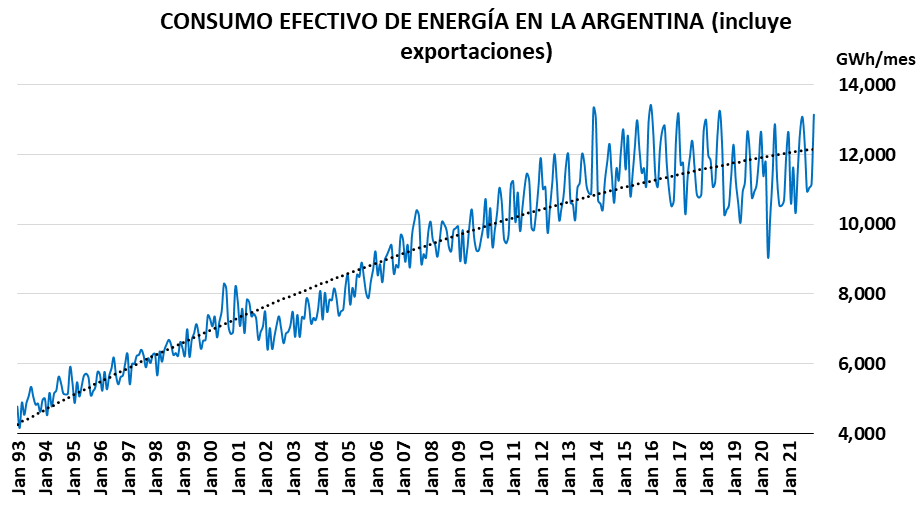 CONSUMO EFECTIVO DE ENERGÍA EN LA ARGENTINA (incluye
exportaciones)
GWh/mes
14,000
12,000
10,000
8,000
6,000
4,000
Jan 93
Jan 94
Jan 95
Jan 96
Jan 97
Jan 98
Jan 99
Jan 00
Jan 01
Jan 02
Jan 03
Jan 04
Jan 05
Jan 06
Jan 07
Jan 08
Jan 09
Jan 10
Jan 11
Jan 12
Jan 13
Jan 14
Jan 15
Jan 16
Jan 17
Jan 18
Jan 19
Jan 20
Jan 21